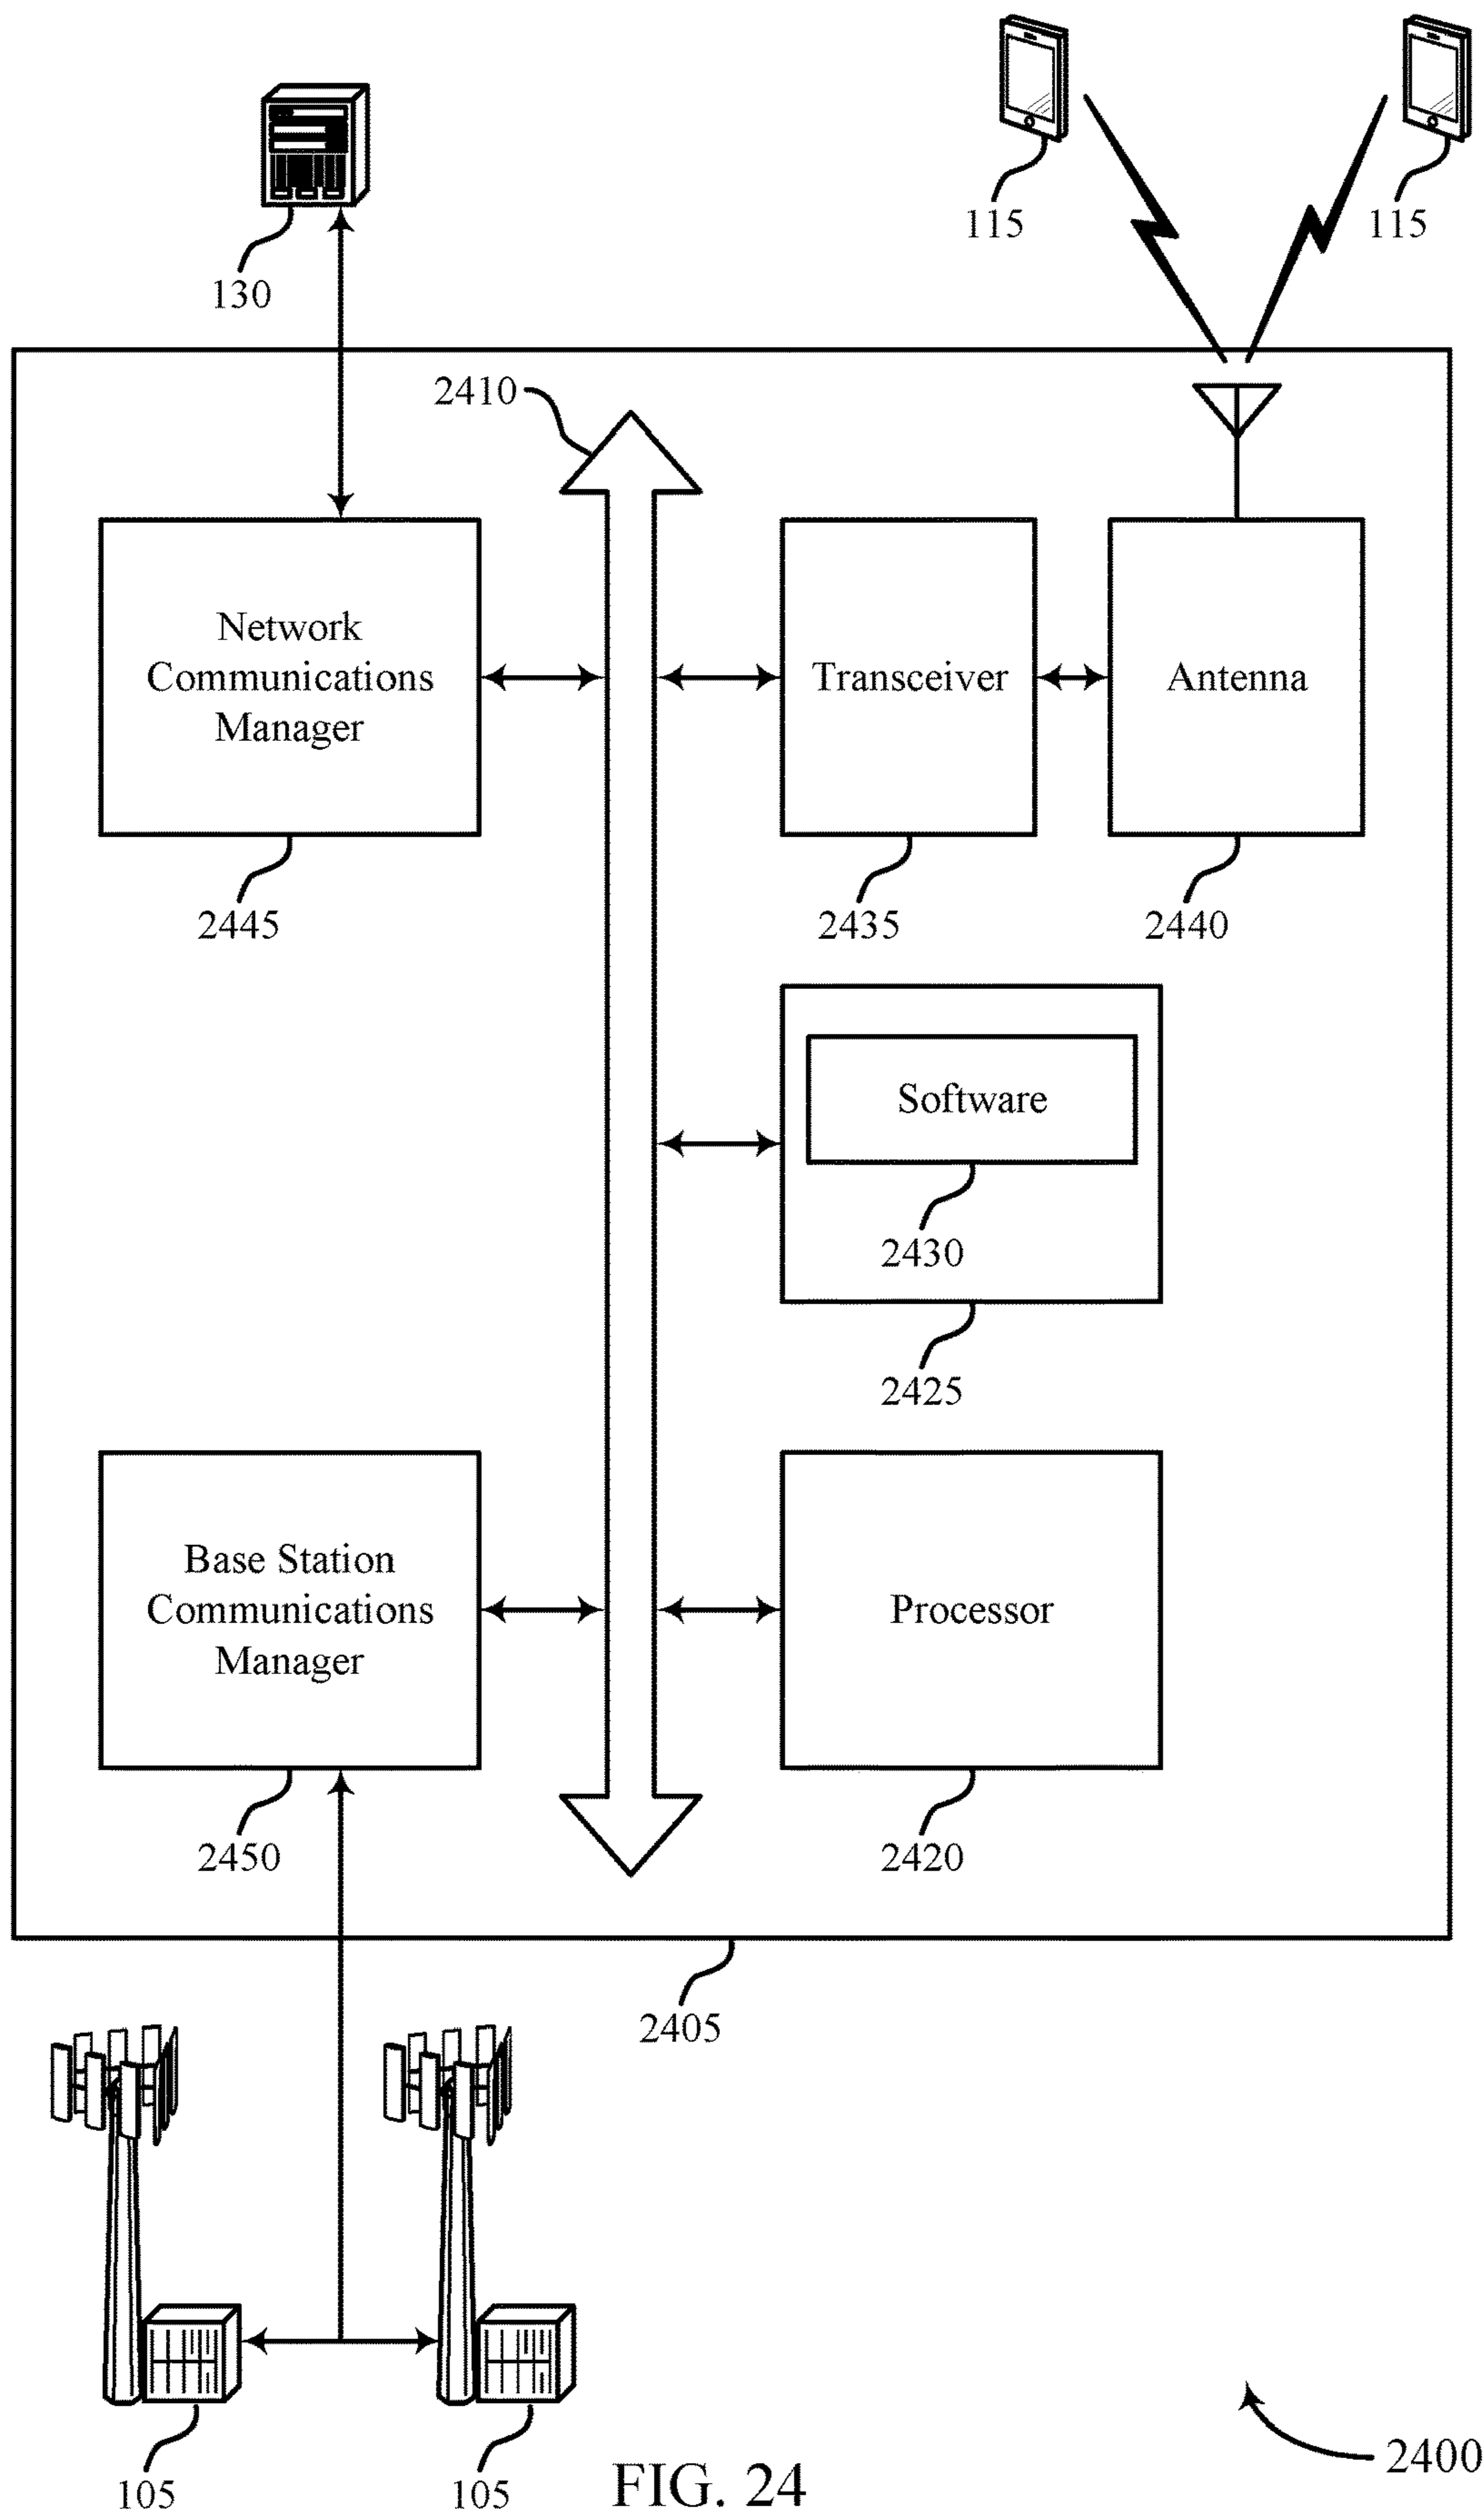 115
115
130
2410
Network
Communications
Manager
Transceiver
Antenna
2445
2435
2440
Software
2430
2425
Base Station
Communications
Manager
Processor
2450
2420
2405
105
105
2400
FIG. 24